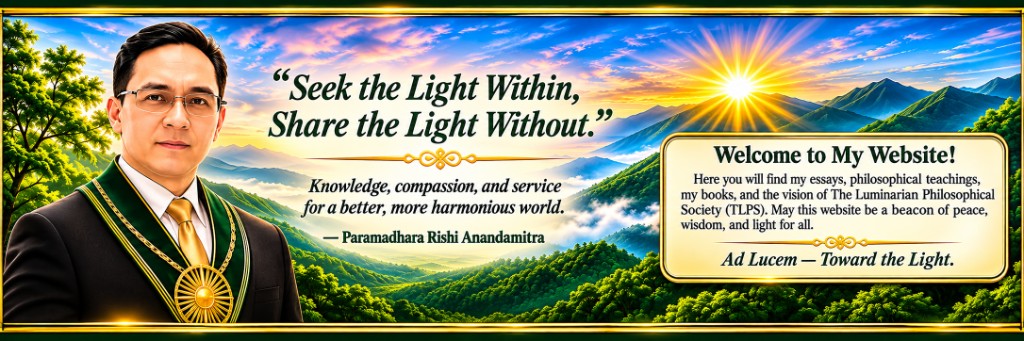 “Seek the Light Within,
Share the Light Without.”
Knowledge, compassion, and service
for a better, more harmonious world.
— Paramadhara Rishi Anandamitra
Welcome to My Website!
Here you will find my essays, philosophical teachings,
my books, and the vision of The Luminarian Philosophical
Society (TLPS). May this website be a beacon of peace,
wisdom, and light for all.
Ad Lucem — Toward the Light.